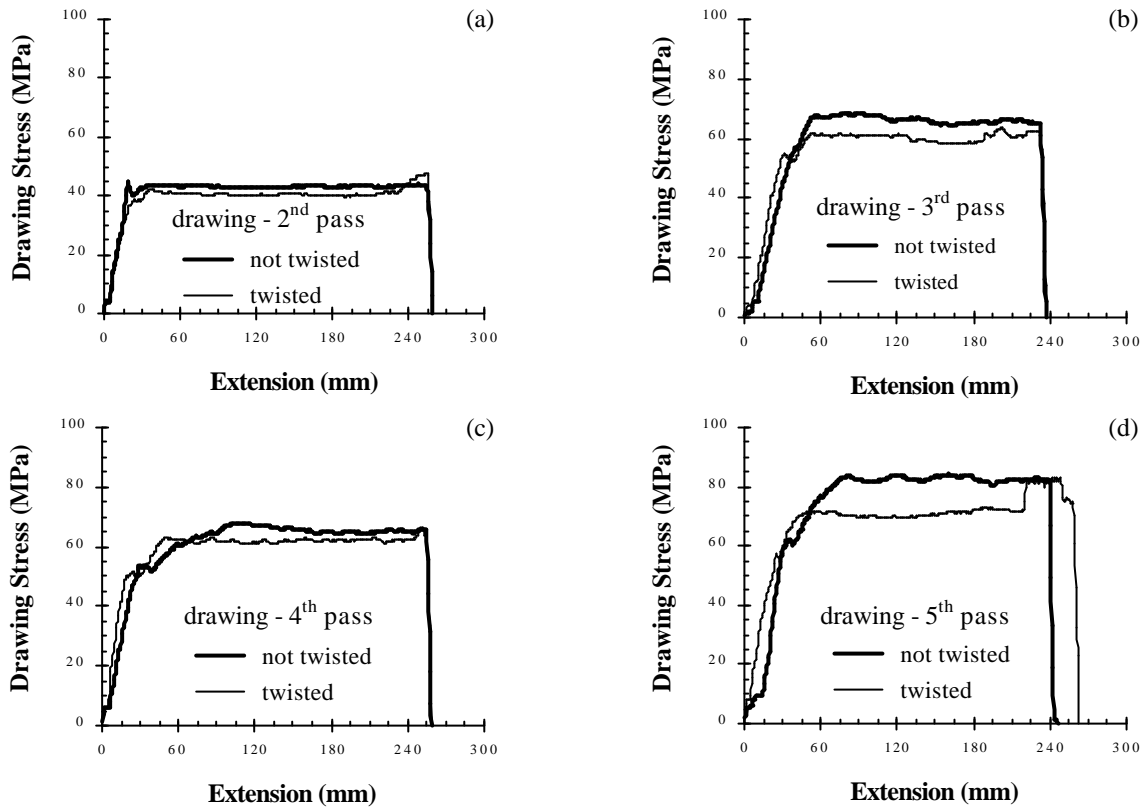 (a)
Drawing Stress (MPa)
100
80
60
40
20
0
drawing - 2nd pass
not twisted
twisted
0 60 120 180 240 300
Extension (mm)
(b)
Drawing Stress (MPa)
100
80
60
40
20
0
drawing - 3rd pass
not twisted
twisted
0 60 120 180 240 300
Extension (mm)
(c)
Drawing Stress (MPa)
100
80
60
40
20
0
drawing - 4th pass
not twisted
twisted
0 60 120 180 240 300
Extension (mm)
(d)
Drawing Stress (MPa)
100
80
60
40
20
0
drawing - 5th pass
not twisted
twisted
0 60 120 180 240 300
Extension (mm)